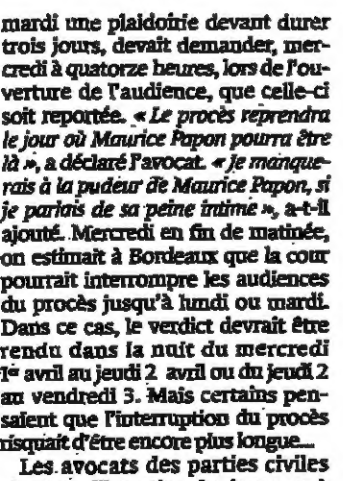 mardi une plaidoirie devant durer
trois jours, devait demander, mer-
credi à quatorze heures, lors de l'ou-
verture de l'audience, que celle-ci
soit reportée. « Le procès reprendra
le jour où Maurice Papon pourra être
là », a déclaré l'avocat. « Je manque-
rais à la pudeur de Maurice Papon, si
je parlais de sa peine intime », a-t-il
ajouté. Mercredi en fin de matinée,
on estimait à Bordeaux que la cour
pourrait interrompre les audiences
du procès jusqu'à lundi ou mardi.
Dans ce cas, le verdict devrait être
rendu dans la nuit du mercredi
1er avril au jeudi 2 avril ou du jeudi 2
au vendredi 3. Mais certains pen-
saient que l'interruption du procès
risquait d'être encore plus longue...
Les avocats des parties civiles